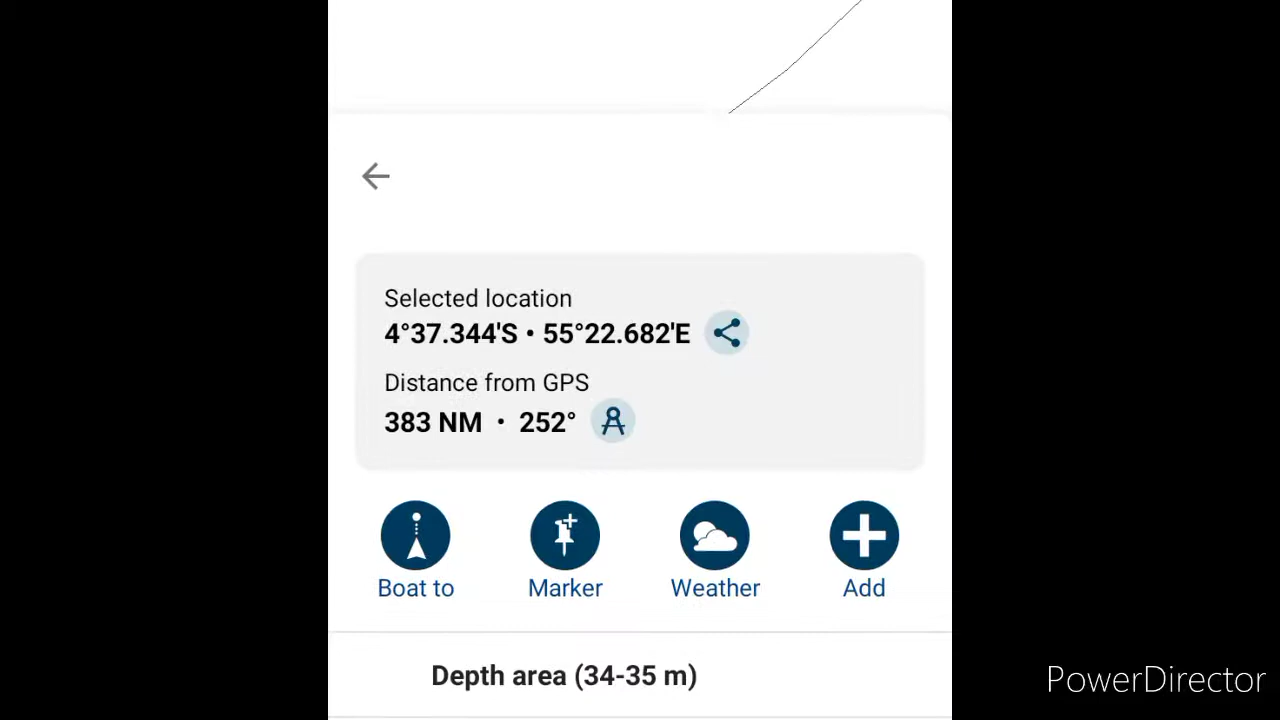 Selected location
4°37.344'S • 55°22.682'E
Distance from GPS
383 NM • 252°
Boat to
Marker
Weather
Add
Depth area (34-35 m)
PowerDirector